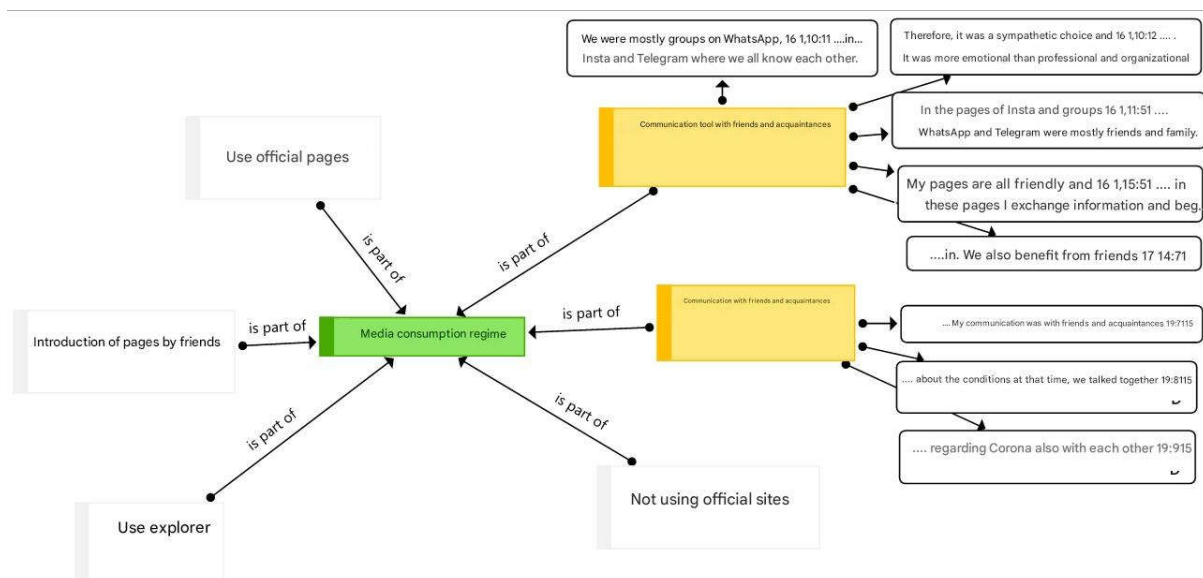 We were mostly groups on WhatsApp, 16 1,10:11 ....in...
Insta and Telegram where we all know each other.
Therefore, it was a sympathetic choice and 16 1,10:12 .... .
It was more emotional than professional and organizational
Communication tool with friends and acquaintances
In the pages of Insta and groups 16 1,11:51 ....
WhatsApp and Telegram were mostly friends and family.
Use official pages
My pages are all friendly and 16 1,15:51 .... in
these pages I exchange information and beg.
is part of
is part of
....in. We also benefit from friends 17 14:71
Communication with friends and acquaintances
is part of
is part of
Introduction of pages by friends
Media consumption regime
.... My communication was with friends and acquaintances 19:7115
.... about the conditions at that time, we talked together 19:8115
is part of
is part of
.... regarding Corona also with each other 19:915
Not using official sites
Use explorer